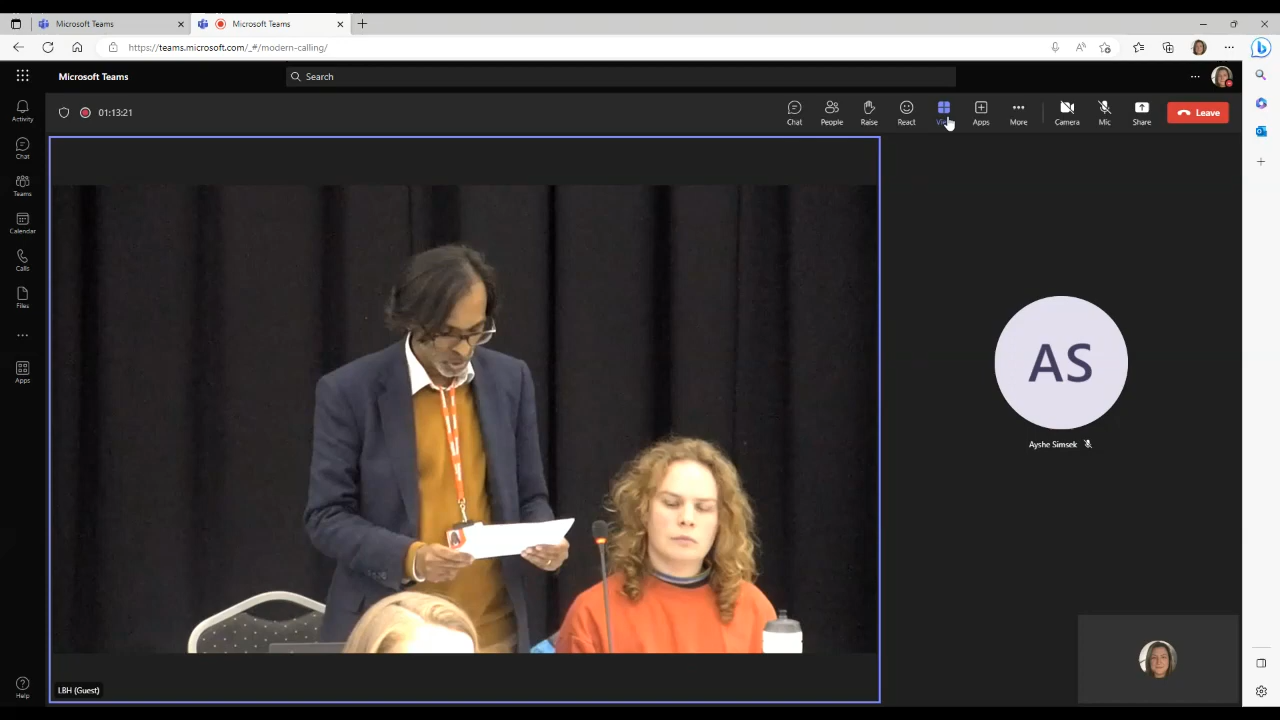 Microsoft Teams
Microsoft Teams
https://teams.microsoft.com/_#/modern-calling/
Microsoft Teams
Search
Activity
Chat
Teams
Calendar
Calls
Files
Apps
Help
01:13:21
Chat
People
Raise
React
View
Apps
More
Camera
Mic
Share
Leave
AS
Ayshe Simsek
LBH (Guest)